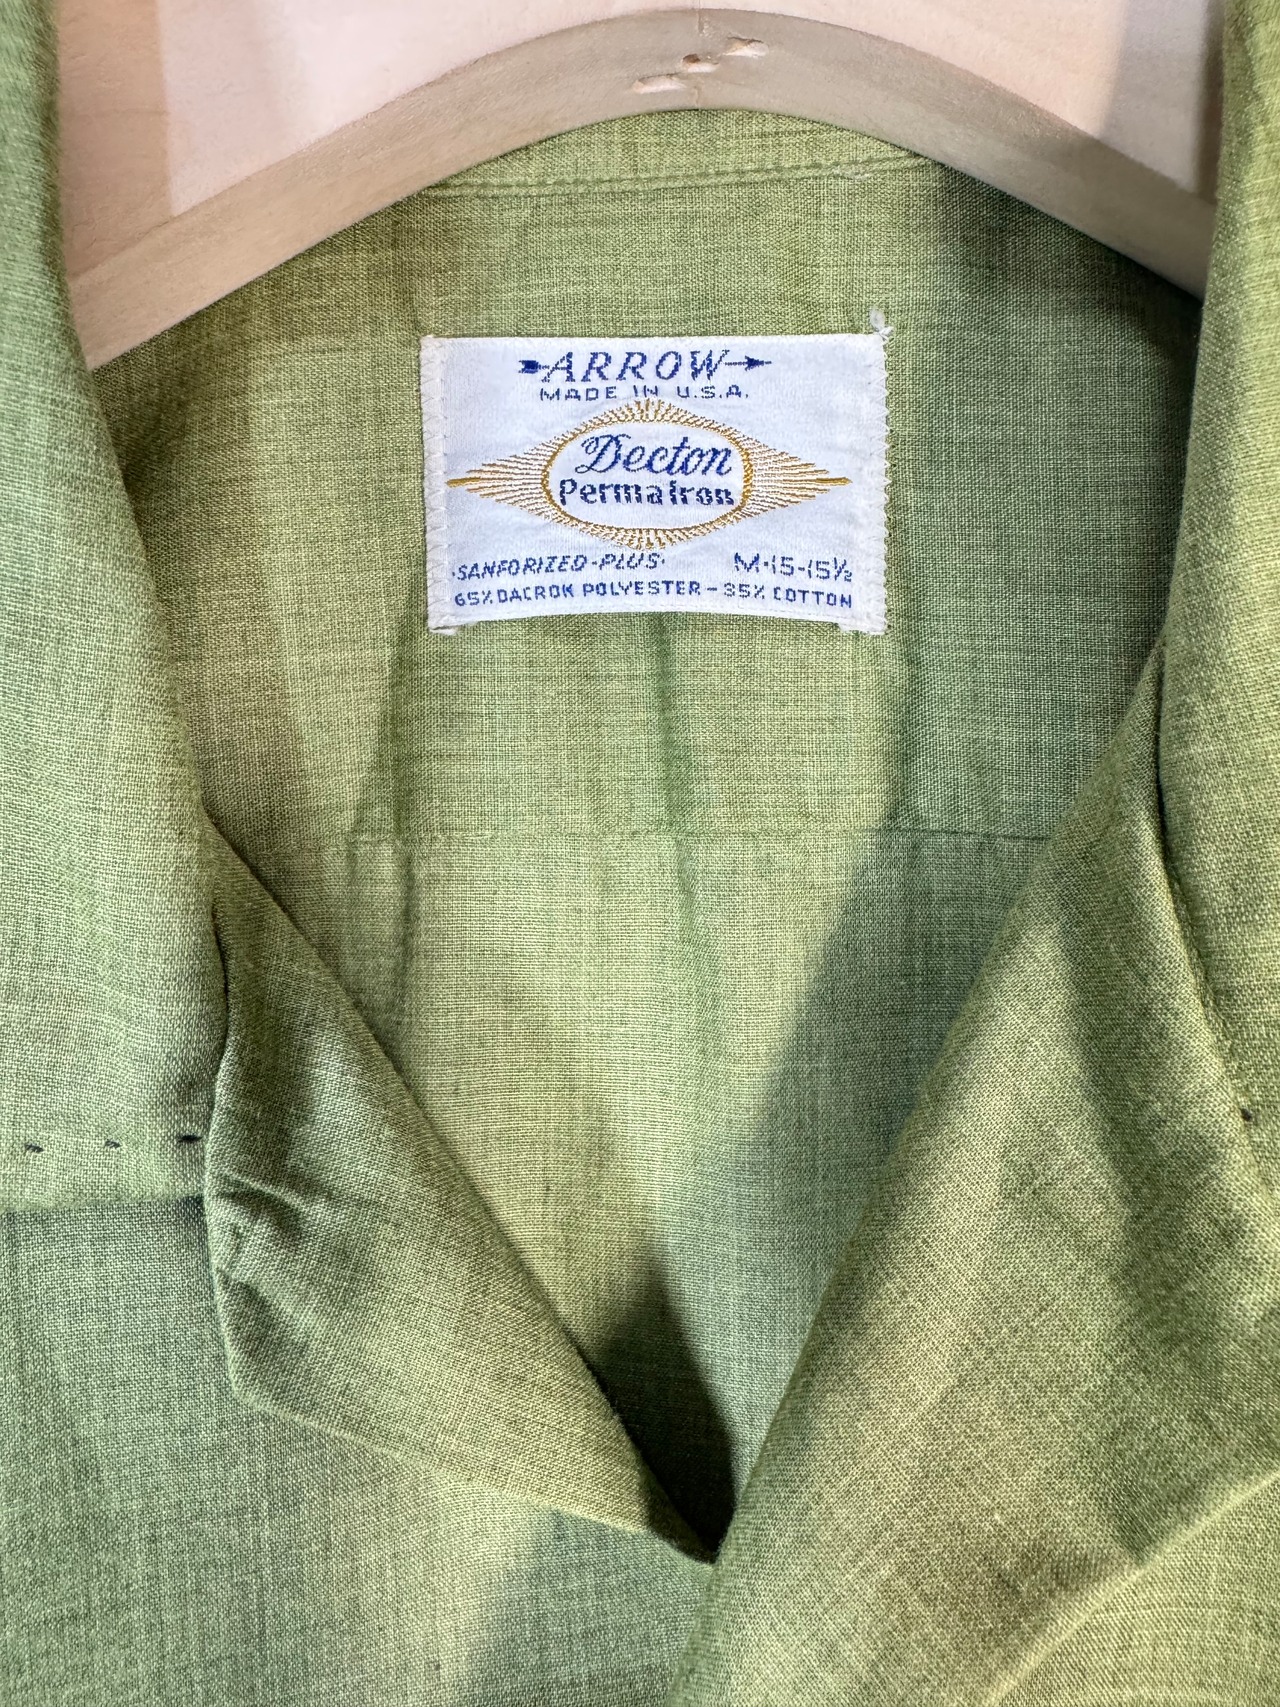 ARROW
MADE IN U.S.A.
Decton
PermaIron
·SANFORIZED-PLUS· M·15-15½
65% DACRON POLYESTER - 35% COTTON